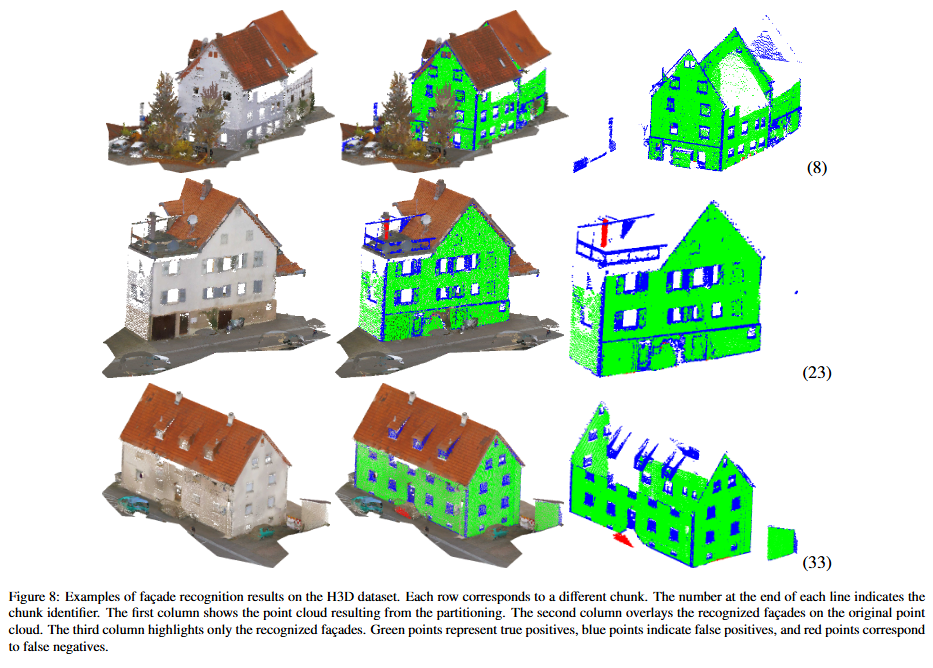 (8)
(23)
(33)
Figure 8: Examples of façade recognition results on the H3D dataset. Each row corresponds to a different chunk. The number at the end of each line indicates the
chunk identifier. The first column shows the point cloud resulting from the partitioning. The second column overlays the recognized façades on the original point
cloud. The third column highlights only the recognized façades. Green points represent true positives, blue points indicate false positives, and red points correspond
to false negatives.